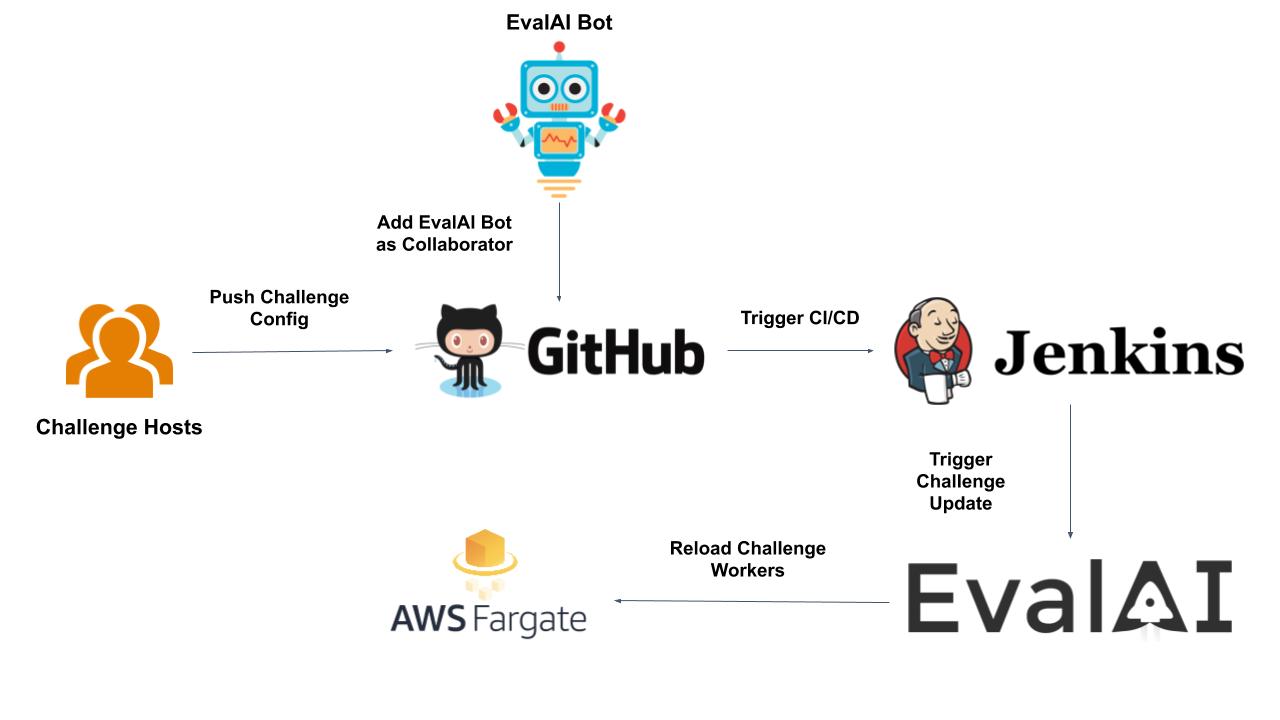 EvalAI Bot
Add EvalAI Bot
as Collaborator
Push Challenge
Config
GitHub
Trigger CI/CD
Jenkins
Challenge Hosts
Trigger
Challenge
Update
Reload Challenge
Workers
AWS Fargate
EvalAI